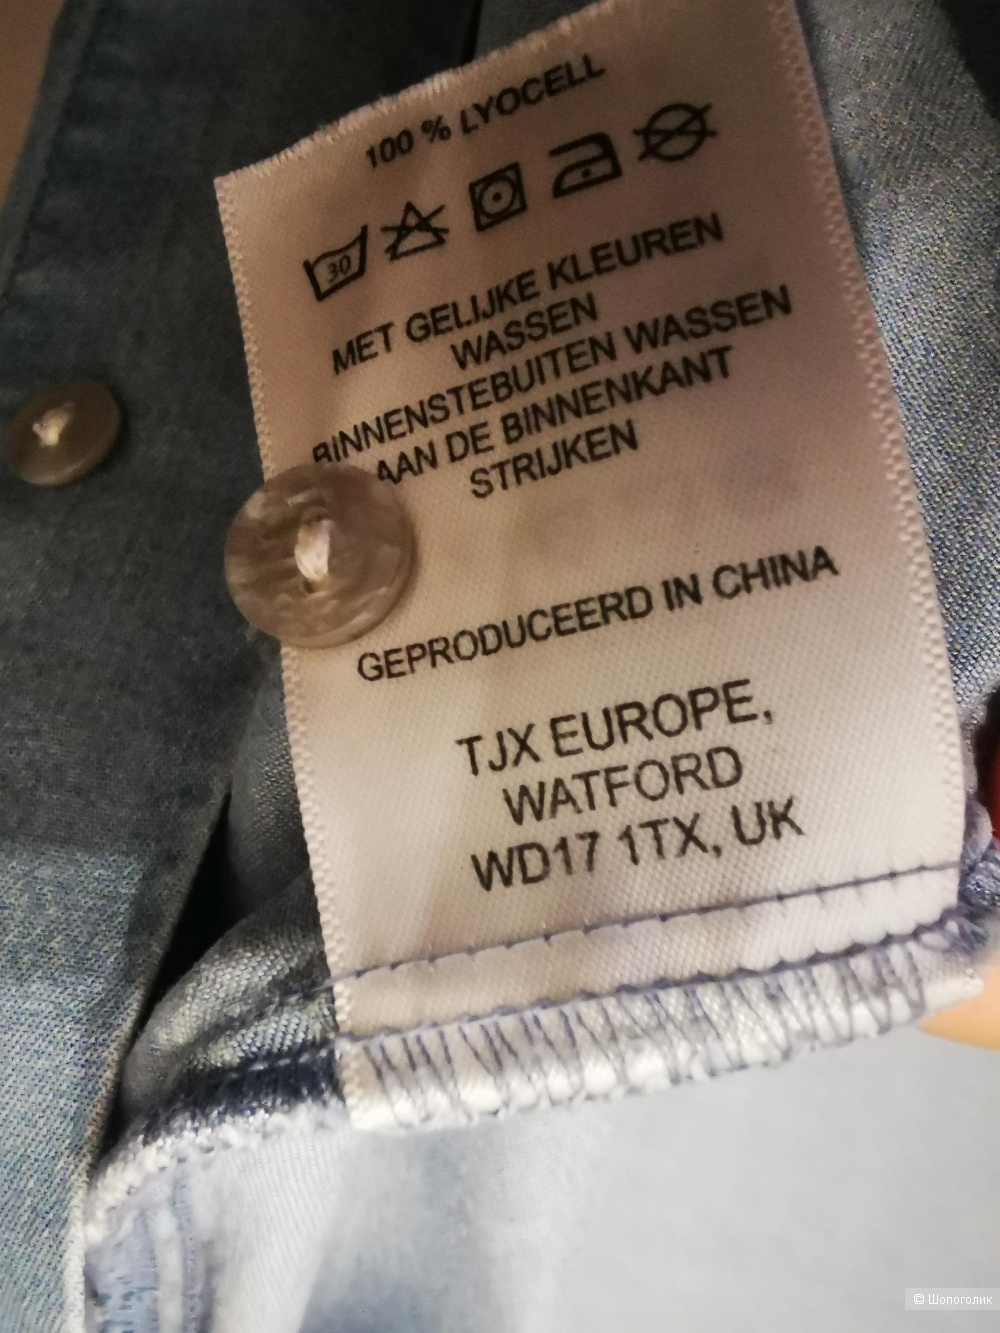 100 % LYOCELL
30
MET GELIJKE KLEUREN
WASSEN
BINNENSTEBUITEN WASSEN
AAN DE BINNENKANT
STRIJKEN
GEPRODUCEERD IN CHINA
TJX EUROPE,
WATFORD
WD17 1TX, UK
© Шопоголик